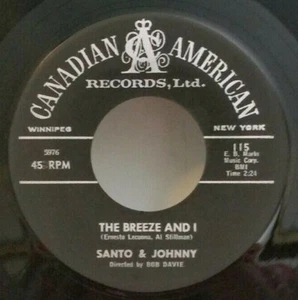 CANADIAN AMERICAN
RECORDS, Ltd.
WINNIPEG NEW YORK
5976
45 RPM
115
E. B. Marks
Music Corp.
BMI
Time 2:24
THE BREEZE AND I
(Ernesto Lecuona, Al Stillman)
SANTO & JOHNNY
Directed by BOB DAVIE